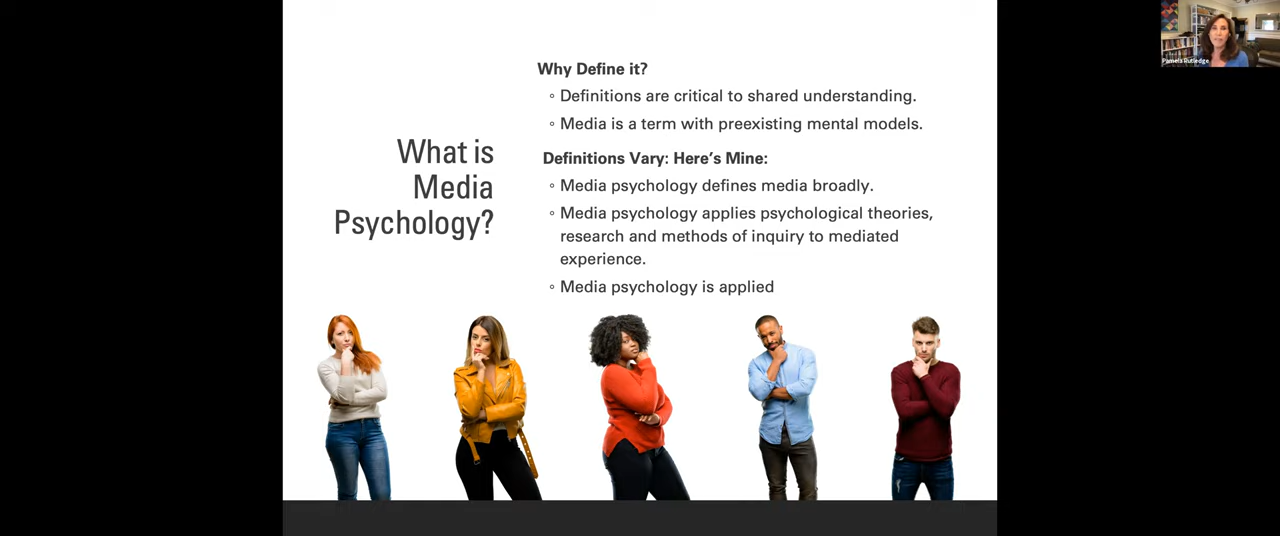 What is
Media
Psychology?
Why Define it?
◦ Definitions are critical to shared understanding.
◦ Media is a term with preexisting mental models.
Definitions Vary: Here's Mine:
◦ Media psychology defines media broadly.
◦ Media psychology applies psychological theories,
research and methods of inquiry to mediated
experience.
◦ Media psychology is applied
Pamela Rutledge